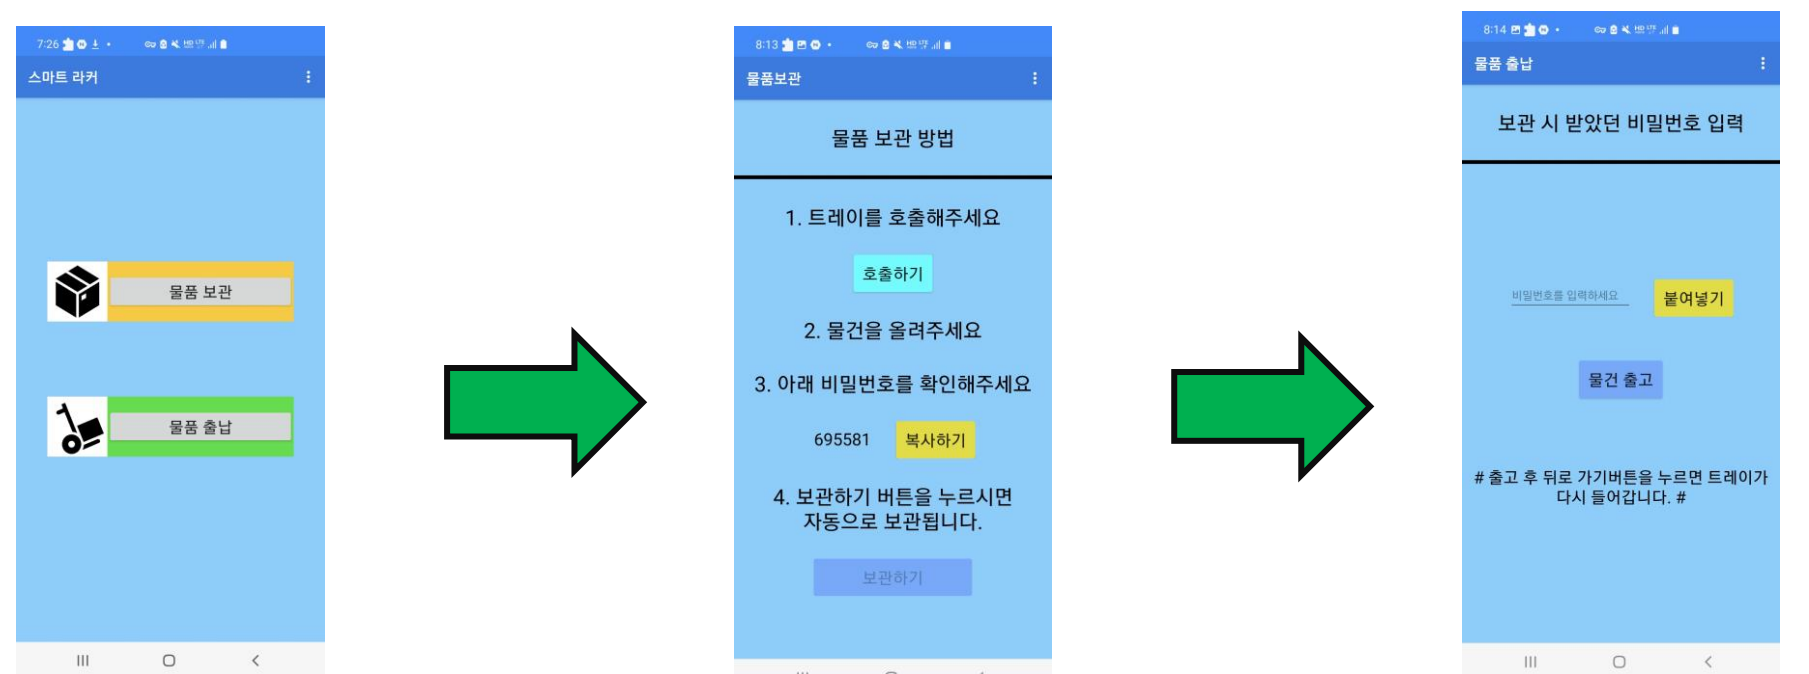 7:26
스마트 라커
물품 보관
물품 출납
8:13
물품보관
물품 보관 방법
1. 트레이를 호출해주세요
호출하기
2. 물건을 올려주세요
3. 아래 비밀번호를 확인해주세요
695581 복사하기
4. 보관하기 버튼을 누르시면
자동으로 보관됩니다.
보관하기
8:14
물품 출납
보관 시 받았던 비밀번호 입력
비밀번호를 입력하세요 붙여넣기
물건 출고
# 출고 후 뒤로 가기버튼을 누르면 트레이가
다시 들어갑니다. #